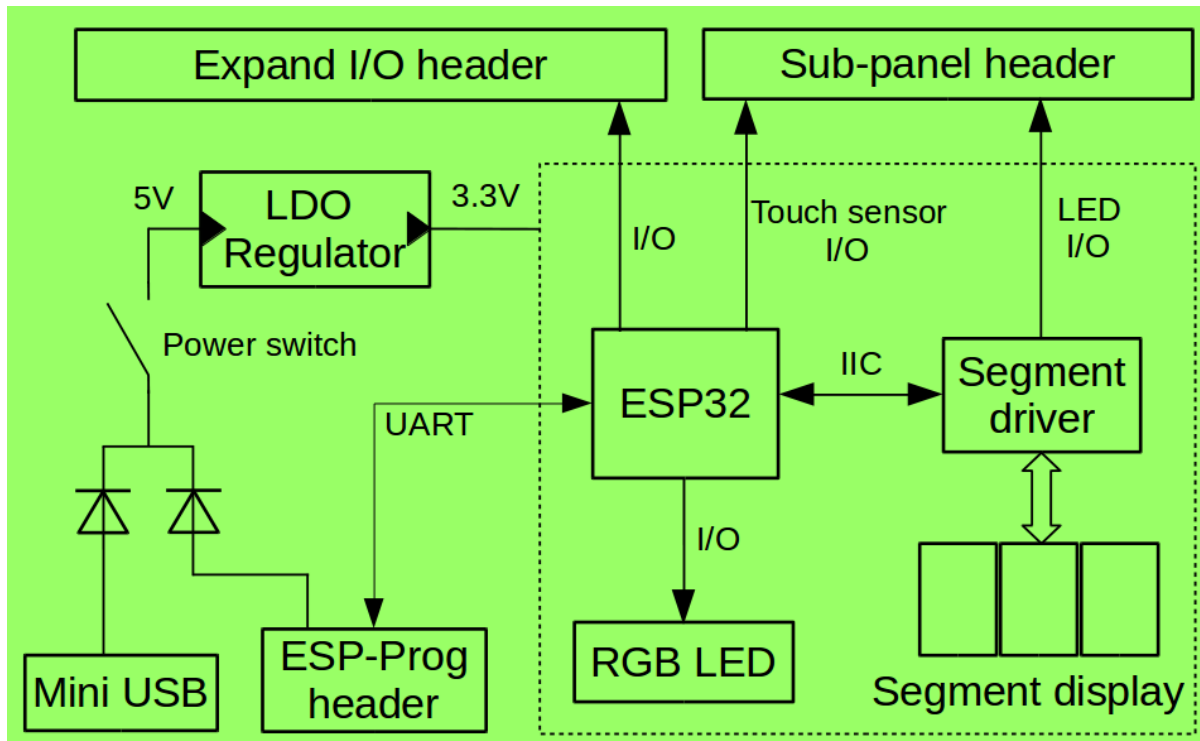 Expand I/O header
Sub-panel header
5V
LDO
Regulator
3.3V
I/O
Touch sensor
I/O
LED
I/O
Power switch
ESP32
IIC
Segment
driver
UART
I/O
Mini USB
ESP-Prog
header
RGB LED
Segment display